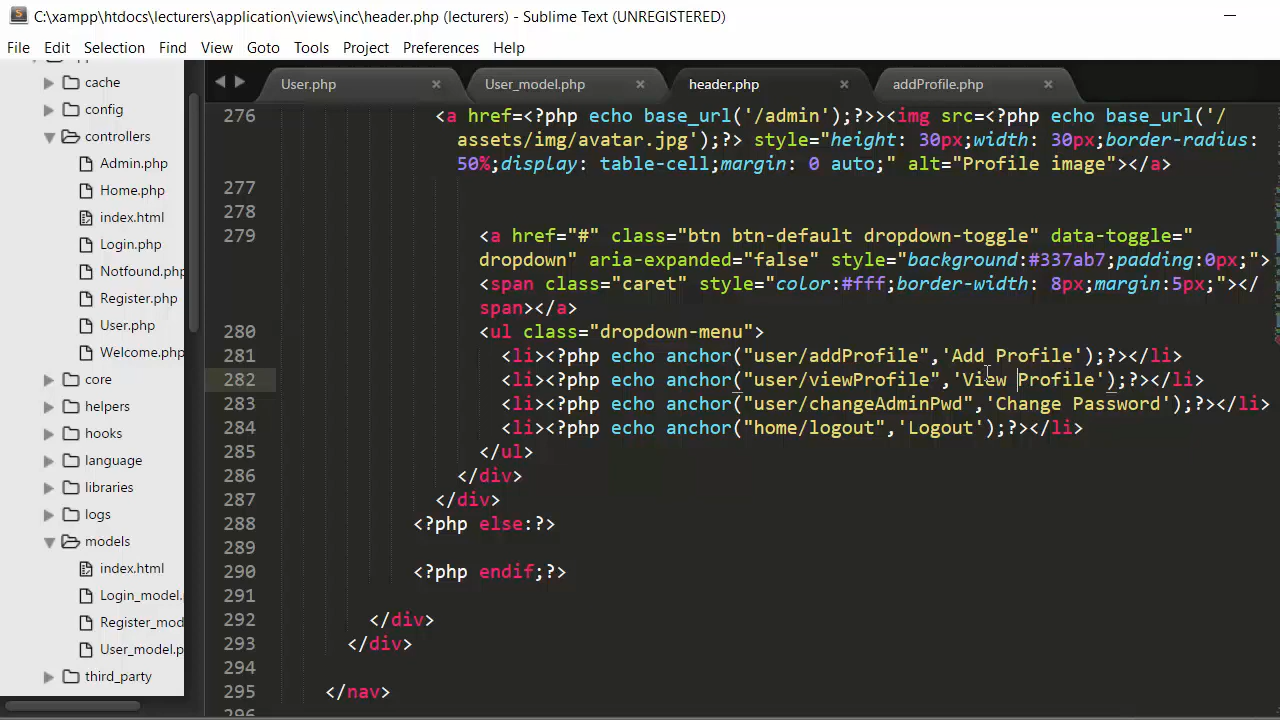 C:\xampp\htdocs\lecturers\application\views\inc\header.php (lecturers) - Sublime Text (UNREGISTERED)
File Edit Selection Find View Goto Tools Project Preferences Help
User.php User_model.php header.php addProfile.php
cache
config
controllers
Admin.php
Home.php
index.html
Login.php
Notfound.php
Register.php
User.php
Welcome.php
core
helpers
hooks
language
libraries
logs
models
index.html
Login_model.
Register_mod
User_model.p
third_party
276 <a href=<?php echo base_url('/admin');?>><img src=<?php echo base_url('/
assets/img/avatar.jpg');?> style="height: 30px;width: 30px;border-radius:
50%;display: table-cell;margin: 0 auto;" alt="Profile image"></a>
277
278
279 <a href="#" class="btn btn-default dropdown-toggle" data-toggle="
dropdown" aria-expanded="false" style="background:#337ab7;padding:0px;">
<span class="caret" style="color:#fff;border-width: 8px;margin:5px;"></
span></a>
280 <ul class="dropdown-menu">
281 <li><?php echo anchor("user/addProfile",'Add Profile');?></li>
282 <li><?php echo anchor("user/viewProfile",'View Profile');?></li>
283 <li><?php echo anchor("user/changeAdminPwd",'Change Password');?></li>
284 <li><?php echo anchor("home/logout",'Logout');?></li>
285 </ul>
286 </div>
287 </div>
288 <?php else:?>
289
290 <?php endif;?>
291
292 </div>
293 </div>
294
295 </nav>
296